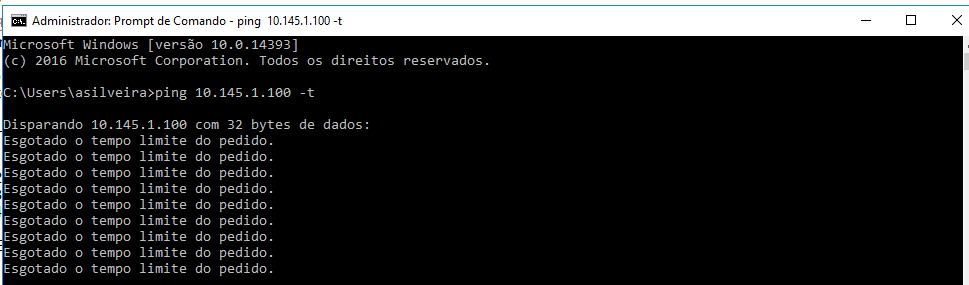 Administrador: Prompt de Comando - ping 10.145.1.100 -t
Microsoft Windows [versão 10.0.14393]
(c) 2016 Microsoft Corporation. Todos os direitos reservados.
C:\Users\asilveira>ping 10.145.1.100 -t
Disparando 10.145.1.100 com 32 bytes de dados:
Esgotado o tempo limite do pedido.
Esgotado o tempo limite do pedido.
Esgotado o tempo limite do pedido.
Esgotado o tempo limite do pedido.
Esgotado o tempo limite do pedido.
Esgotado o tempo limite do pedido.
Esgotado o tempo limite do pedido.
Esgotado o tempo limite do pedido.
Esgotado o tempo limite do pedido.